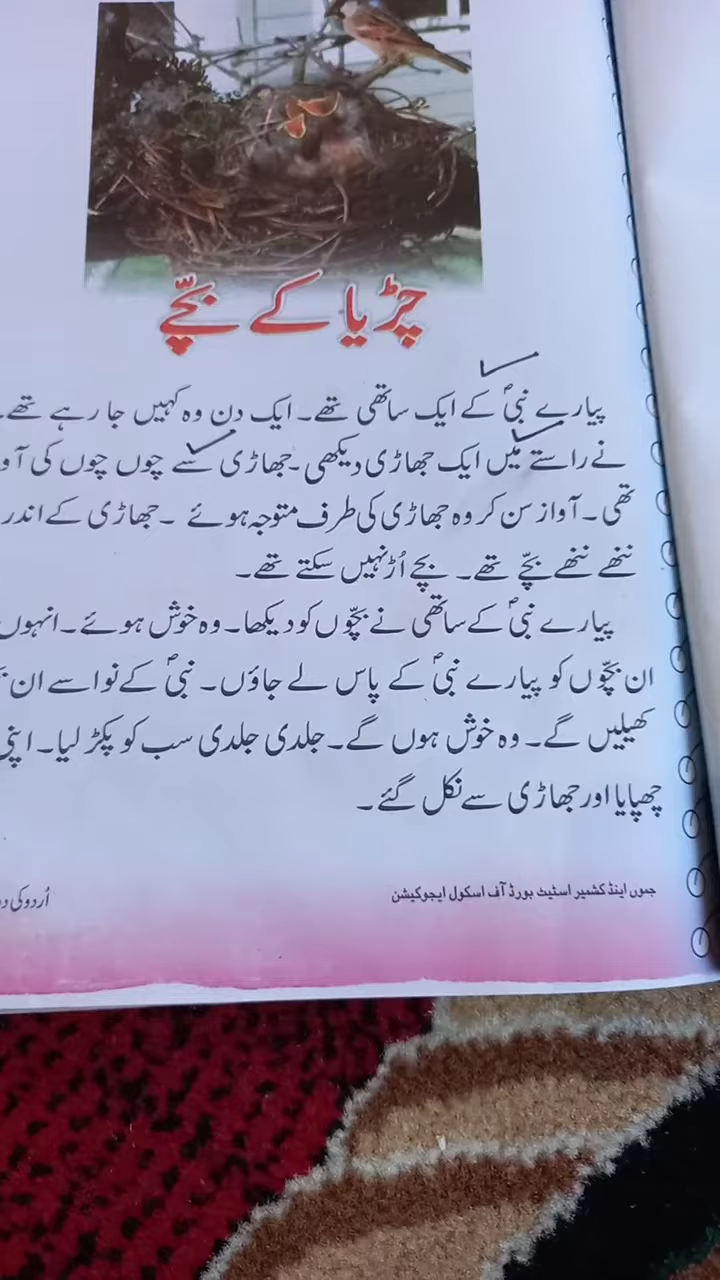 چڑیا کے بچّے
پیارے نبیؐ کے ایک ساتھی تھے۔ ایک دن وہ کہیں جا رہے تھے۔
نے راستے میں ایک جھاڑی دیکھی۔ جھاڑی سے چوں چوں کی
تھی۔ آواز سن کر وہ جھاڑی کی طرف متوجہ ہوئے ۔ جھاڑی کے اندر
ننھے ننھے بچّے تھے۔ بچے اُڑ نہیں سکتے تھے۔
پیارے نبیؐ کے ساتھی نے بچّوں کو دیکھا۔ وہ خوش ہوئے۔ انہوں
ان بچّوں کو پیارے نبیؐ کے پاس لے جاؤں۔ نبیؐ کے نواسے ان
کھیلیں گے۔ وہ خوش ہوں گے۔ جلدی جلدی سب کو پکڑ لیا۔ اپنی
چھپایا اور جھاڑی سے نکل گئے۔
جموں اینڈ کشمیر اسٹیٹ بورڈ آف اسکول ایجوکیشن
اُردو کی